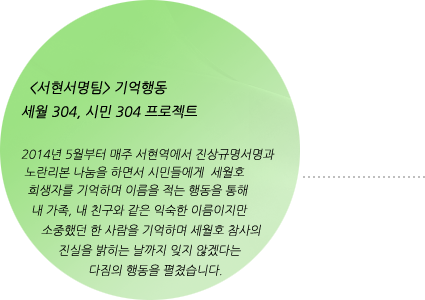 <서현서명팀> 기억행동
세월 304, 시민 304 프로젝트
2014년 5월부터 매주 서현역에서 진상규명서명과
노란리본 나눔을 하면서 시민들에게 세월호
희생자를 기억하며 이름을 적는 행동을 통해
내 가족, 내 친구와 같은 익숙한 이름이지만
소중했던 한 사람을 기억하며 세월호 참사의
진실을 밝히는 날까지 잊지 않겠다는
다짐의 행동을 펼쳤습니다.